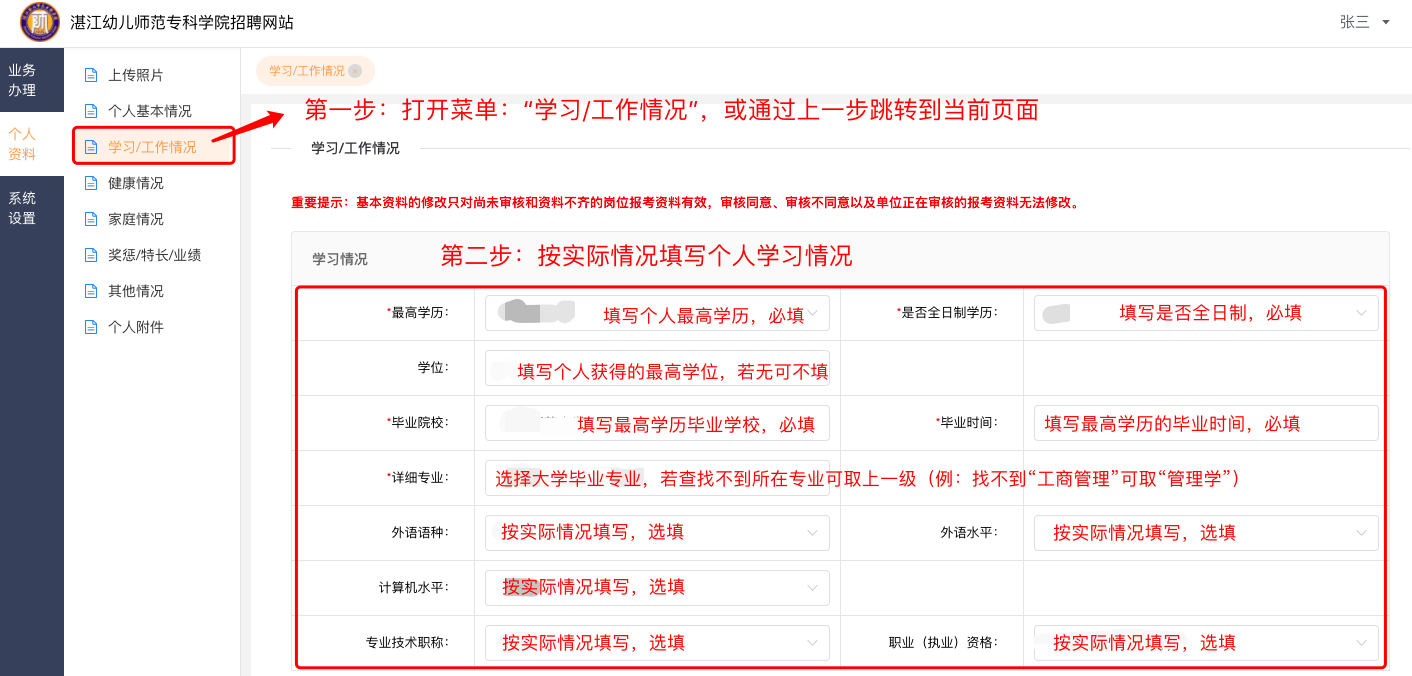 湛江幼儿师范专科学院招聘网站
张三
业务
办理
个人
资料
系统
设置
上传照片
个人基本情况
学习/工作情况
健康情况
家庭情况
奖惩/特长/业绩
其他情况
个人附件
学习/工作情况
第一步：打开菜单：“学习/工作情况”，或通过上一步跳转到当前页面
学习/工作情况
重要提示：基本资料的修改只对尚未审核和资料不齐的岗位报考资料有效，审核同意、审核不同意以及单位正在审核的报考资料无法修改。
学习情况
第二步：按实际情况填写个人学习情况
*最高学历： 填写个人最高学历，必填 *是否全日制学历： 填写是否全日制，必填
学位： 填写个人获得的最高学位，若无可不填
*毕业院校： 填写最高学历毕业学校，必填 *毕业时间： 填写最高学历的毕业时间，必填
*详细专业： 选择大学毕业专业，若查找不到所在专业可取上一级（例：找不到“工商管理”可取“管理学”）
外语语种： 按实际情况填写，选填 外语水平： 按实际情况填写，选填
计算机水平： 按实际情况填写，选填
专业技术职称： 按实际情况填写，选填 职业（执业）资格： 按实际情况填写，选填